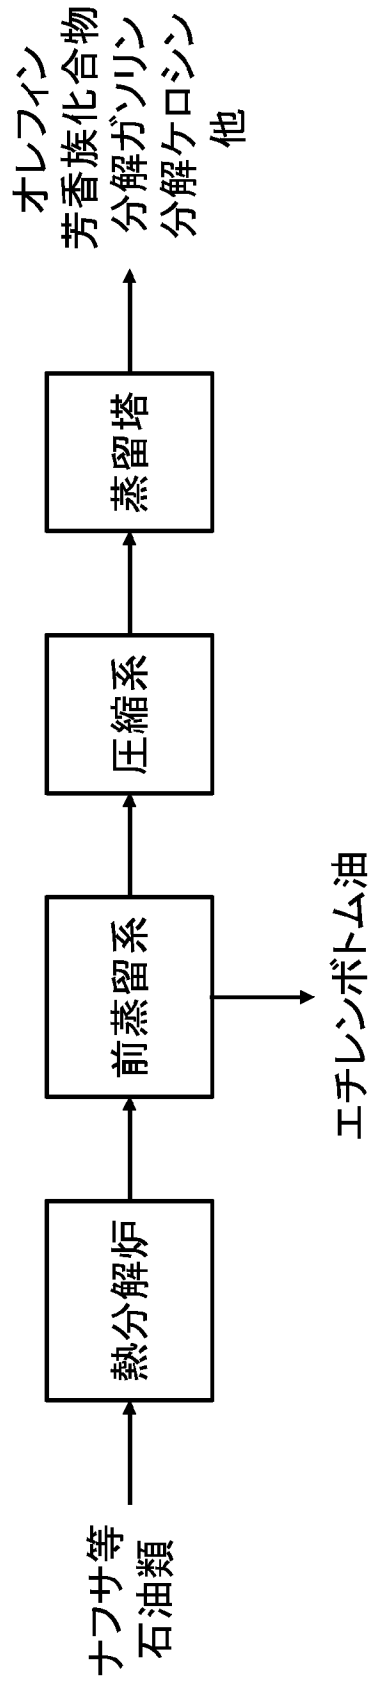 ナフサ等
石油類
熱分解炉
前蒸留系
エチレンボトム油
圧縮系
蒸留塔
オレフィン
芳香族化合物
分解ガソリン
分解ケロシン
他